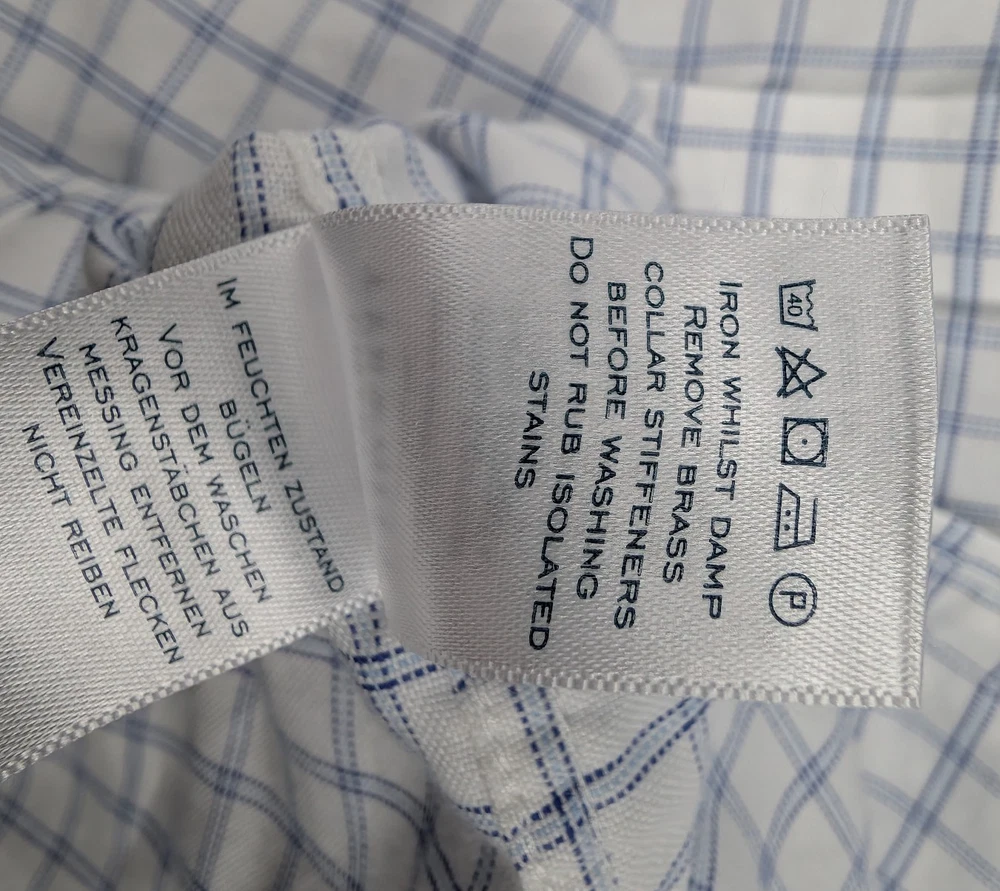 40 P
IRON WHILST DAMP
REMOVE BRASS
COLLAR STIFFENERS
BEFORE WASHING
DO NOT RUB ISOLATED
STAINS
IM FEUCHTEN ZUSTAND
BÜGELN
VOR DEM WASCHEN
KRAGENSTÄBCHEN AUS
MESSING ENTFERNEN
VEREINZELTE FLECKEN
NICHT REIBEN